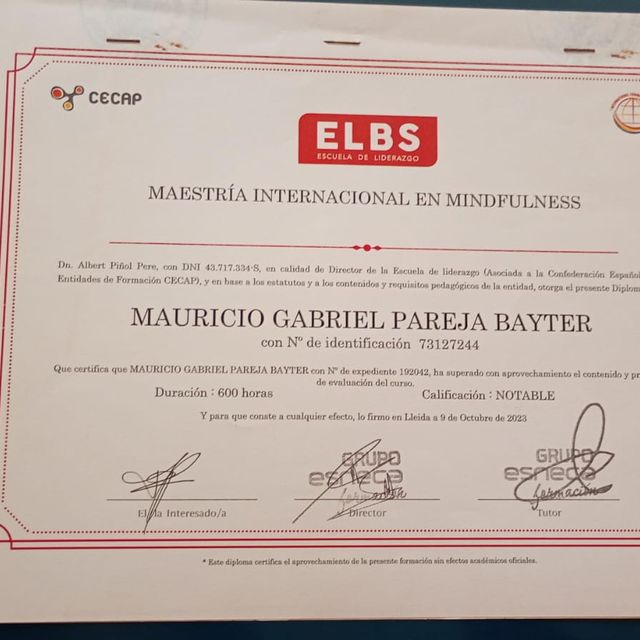 CECAP
ELBS
ESCUELA DE LIDERAZGO
MAESTRÍA INTERNACIONAL EN MINDFULNESS
Dn. Albert Piñol Pere, con DNI 43.717.334-S, en calidad de Director de la Escuela de liderazgo (Asociada a la Confederación Español
Entidades de Formación CECAP), y en base a los estatutos y a los contenidos y requisitos pedagógicos de la entidad, otorga el presente Diplom
MAURICIO GABRIEL PAREJA BAYTER
con Nº de identificación 73127244
Que certifica que MAURICIO GABRIEL PAREJA BAYTER con Nº de expediente 192042, ha superado con aprovechamiento el contenido y pr
de evaluación del curso.
Duración : 600 horas Calificación : NOTABLE
Y para que conste a cualquier efecto, lo firmo en Lleida a 9 de Octubre de 2023
GRUPO GRUPO
esneca esneca
formación formación
El/la Interesado/a Director Tutor
* Este diploma certifica el aprovechamiento de la presente formación sin efectos académicos oficiales.